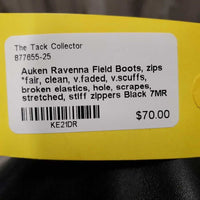 The Tack Collector
877655-25
Auken Ravenna Field Boots, zips
*fair, clean, v.faded, v.scuffs,
broken elastics, hole, scrapes,
stretched, stiff zippers Black 7MR
$70.00
KE21DR